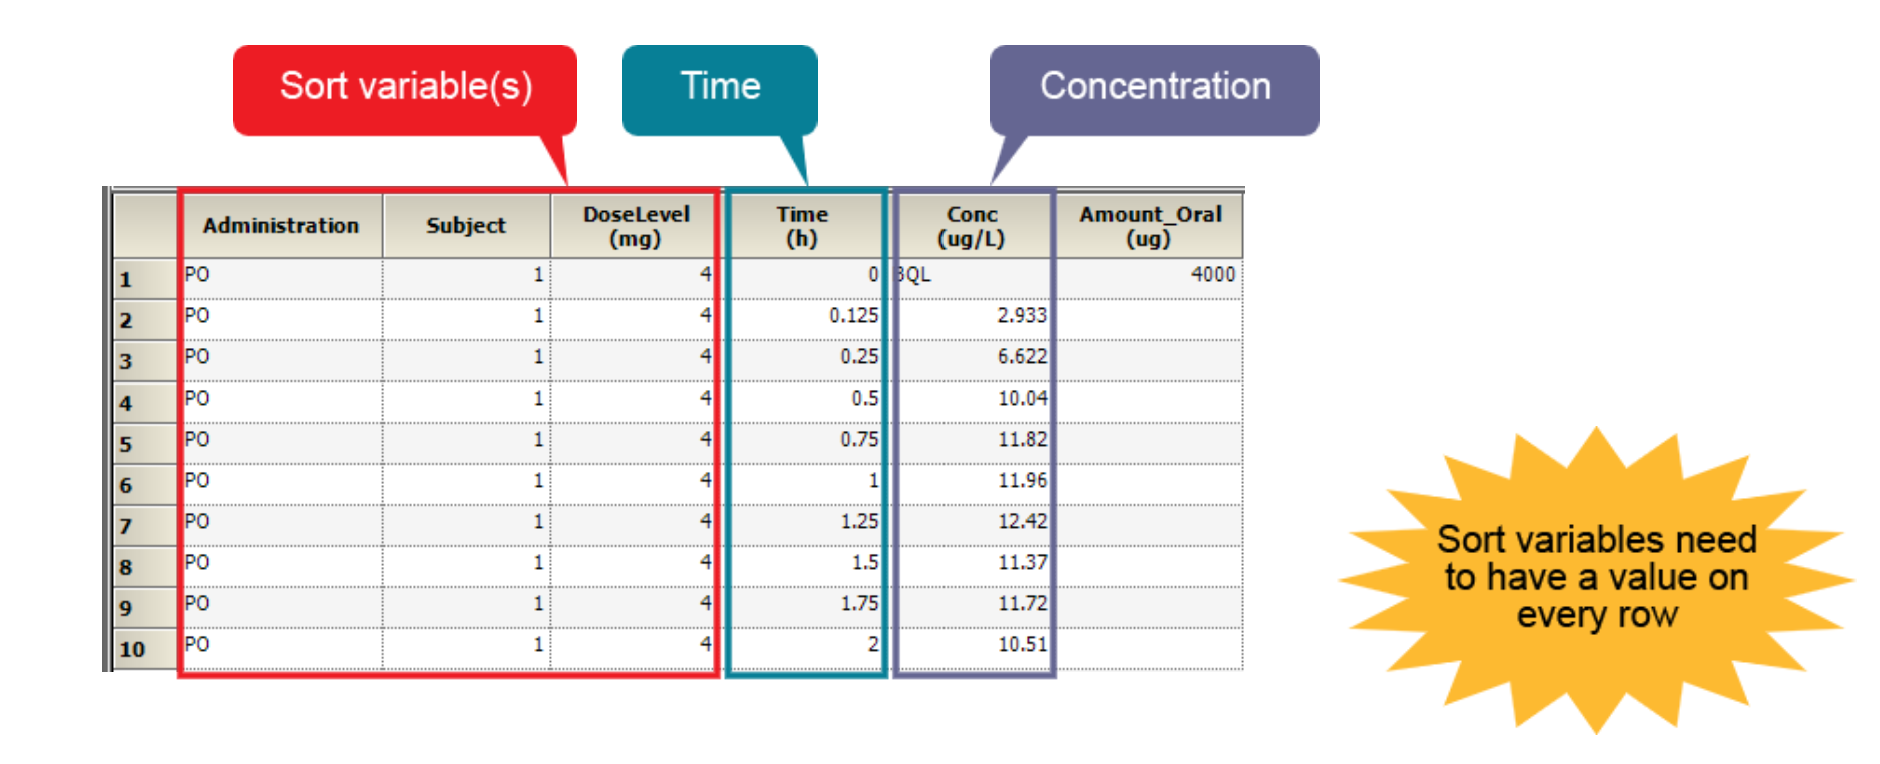 Sort variable(s)
Time
Concentration
Administration Subject DoseLevel (mg) Time (h) Conc (ug/L) Amount_Oral (ug)
1 PO 1 4 0 BQL 4000
2 PO 1 4 0.125 2.933
3 PO 1 4 0.25 6.622
4 PO 1 4 0.5 10.04
5 PO 1 4 0.75 11.82
6 PO 1 4 1 11.96
7 PO 1 4 1.25 12.42
8 PO 1 4 1.5 11.37
9 PO 1 4 1.75 11.72
10 PO 1 4 2 10.51
Sort variables need
to have a value on
every row